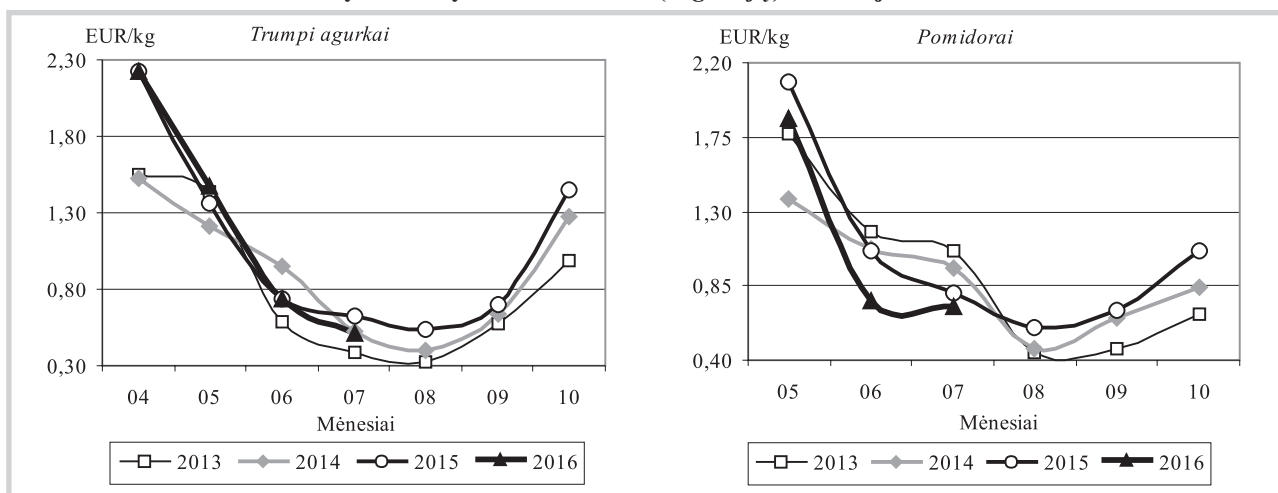 EUR/kg
Trumpi agurkai
2,30
1,80
1,30
0,80
0,30
04 05 06 07 08 09 10
Mėnesiai
2013 2014 2015 2016
EUR/kg
Pomidorai
2,20
1,75
1,30
0,85
0,40
05 06 07 08 09 10
Mėnesiai
2013 2014 2015 2016